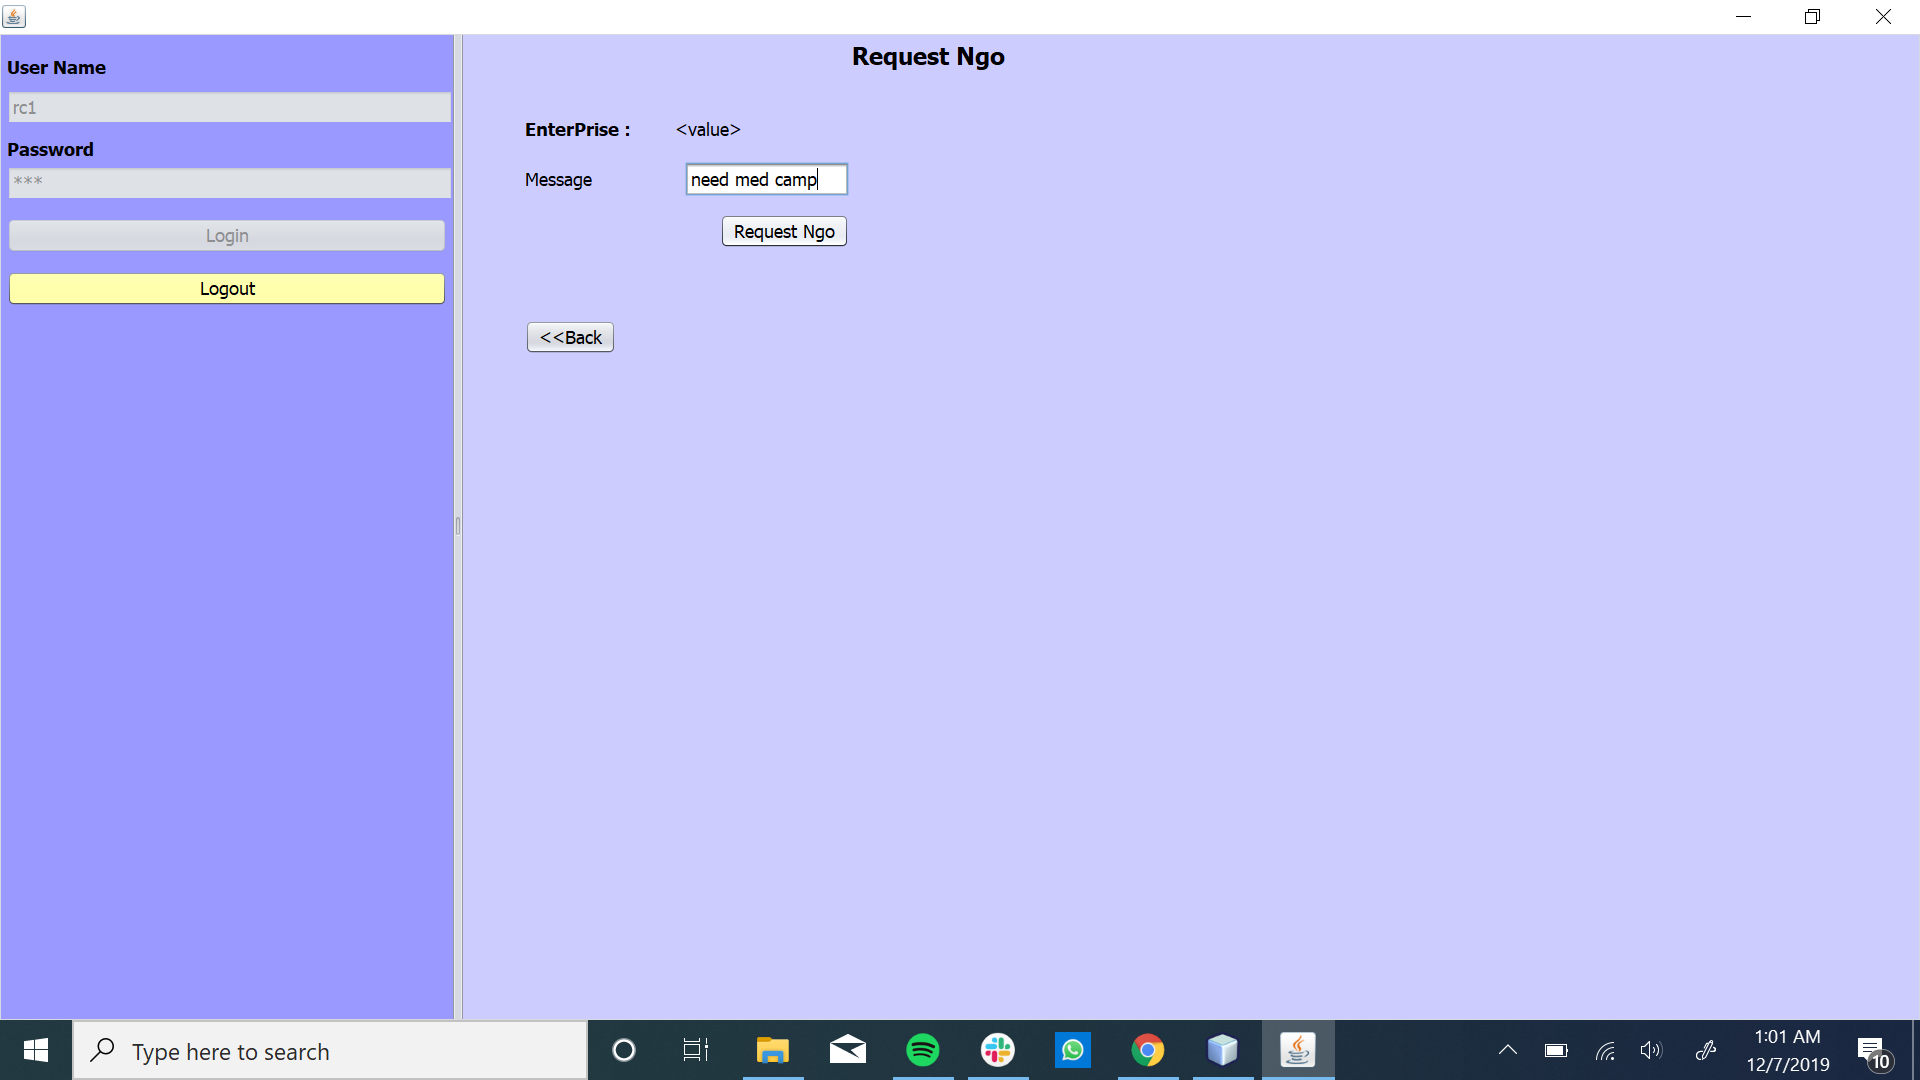 User Name
rc1
Password
***
Login
Logout
Request Ngo
EnterPrise :
<value>
Message
need med camp
Request Ngo
<<Back
Type here to search
1:01 AM
12/7/2019
10